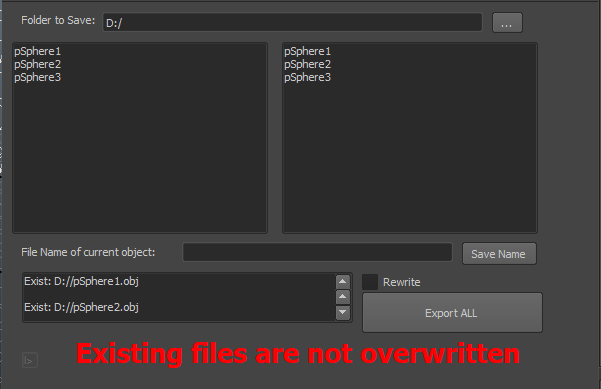 Folder to Save: D:/ ...
pSphere1
pSphere2
pSphere3
pSphere1
pSphere2
pSphere3
File Name of current object: Save Name
Exist: D://pSphere1.obj
Exist: D://pSphere2.obj
Rewrite
Export ALL
Existing files are not overwritten